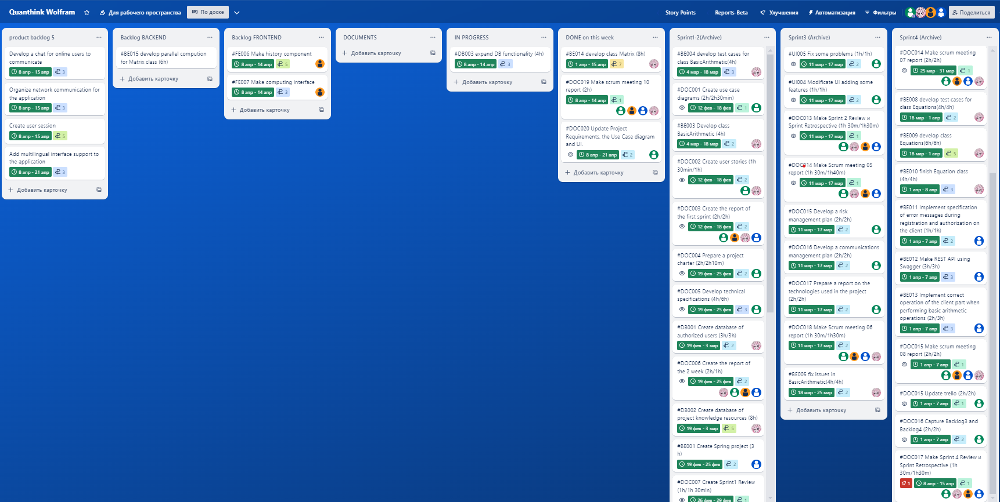 Quanthink Wolfram
Для рабочего пространства
По доске
Story Points
Reports-Beta
Улучшения
Автоматизация
Фильтры
Поделиться
product backlog 5
Develop a chat for online users to
communicate
8 апр - 15 апр
3
Organize network communication for
the application
8 апр - 15 апр
3
Create user session
8 апр - 15 апр
5
Add multilingual interface support to
the application
8 апр - 21 апр
3
Добавить карточку
Backlog BACKEND
#BE015 develop parallel compution
for Matrix class (6h)
Добавить карточку
Backlog FRONTEND
#FE006 Make history component
8 апр - 14 апр
5
#FE007 Make computing interface
8 апр - 14 апр
3
Добавить карточку
DOCUMENTS
Добавить карточку
IN PROGRESS
#DB003 expand DB functionality (4h)
8 апр - 14 апр
3
Добавить карточку
DONE on this week
#BE014 develop class Matrix (8h)
1 апр - 15 апр
7
#DOC019 Make scrum meeting 10
report (2h)
8 апр - 14 апр
1
#DOC020 Update Project
Requirements, the Use Case diagram
and UI.
8 апр - 21 апр
2
Добавить карточку
Sprint1-2(Archive)
#BE004 develop test cases for
class BasicArithmetic(4h)
4 мар - 18 мар
3
#DOC001 Create use case
diagrams (2h/2h30min)
12 фев - 18 фев
1
#BE003 Develop class
BasicArithmetic (4h)
4 мар - 18 мар
2
#DOC002 Create user stories (1h
30min/1h)
12 фев - 18 фев
2
#DOC003 Create the report of
the first sprint (2h/2h)
12 фев - 18 фев
2
#DOC004 Prepare a project
charter (2h/2h10m)
19 фев - 25 фев
2
#DOC005 Develop technical
specifications (4h/6h)
19 фев - 25 фев
3
#DB001 Create database of
authorized users (3h/3h)
19 фев - 3 мар
2
#DOC006 Create the report of
the 2 week (2h/1h)
19 фев - 25 фев
2
#DB002 Create database of
project knowledge resources (8h)
19 фев - 3 мар
5
#BE001 Create Spring project (3
h)
19 фев - 25 фев
2
#DOC007 Create Sprint1 Review
(1h/1h 30min)
26 фев - 29 фев
1
Sprint3 (Archive)
#UI005 Fix some problems (1h/1h)
11 мар - 17 мар
2
#UI004 Modificate UI adding some
features (1h/1h)
11 мар - 17 мар
2
#DOC013 Make Sprint 2 Review и
Sprint Retrospective (1h 30m/1h30m)
11 мар - 17 мар
1
#DOC014 Make Scrum meeting 05
report (1h 30m/1h40m)
11 мар - 17 мар
1
#DOC015 Develop a risk
management plan (2h/2h)
11 мар - 17 мар
2
#DOC016 Develop a communications
management plan (2h/2h)
11 мар - 17 мар
2
#DOC017 Prepare a report on the
technologies used in the project
(2h/2h)
11 мар - 17 мар
2
#DOC018 Make Scrum meeting 06
report (1h 30m/1h30m)
11 мар - 17 мар
2
#BE005 fix issues in
BasicArithmetic(4h/4h)
18 мар - 25 мар
2
Добавить карточку
Sprint4 (Archive)
#DOC014 Make scrum meeting
07 report (2h/2h)
25 мар - 31 мар
1
#BE008 develop test cases for
class Equations(4h/4h)
18 мар - 1 апр
2
#BE009 develop class
Equations(6h/6h)
18 мар - 1 апр
5
#BE010 finish Equation class
(4h/4h)
1 апр - 8 апр
3
#BE011 Implement specification
of error messages during
registration and authorization on
the client (1h/1h)
1 апр - 7 апр
2
#BE012 Make REST API using
Swagger (3h/3h)
1 апр - 7 апр
3
#BE013 Implement correct
operation of the client part when
performing basic arithmetic
operations (2h/3h)
1 апр - 7 апр
3
#DOC015 Make scrum meeting
08 report (2h/2h)
1 апр - 7 апр
1
#DOC015 Update trello (2h/2h)
1 апр - 7 апр
1
#DOC016 Capture Backlog3 and
Backlog4 (2h/2h)
1 апр - 7 апр
2
#DOC017 Make Sprint 4 Review и
Sprint Retrospective (1h
30m/1h30m)
1
8 апр - 15 апр
1